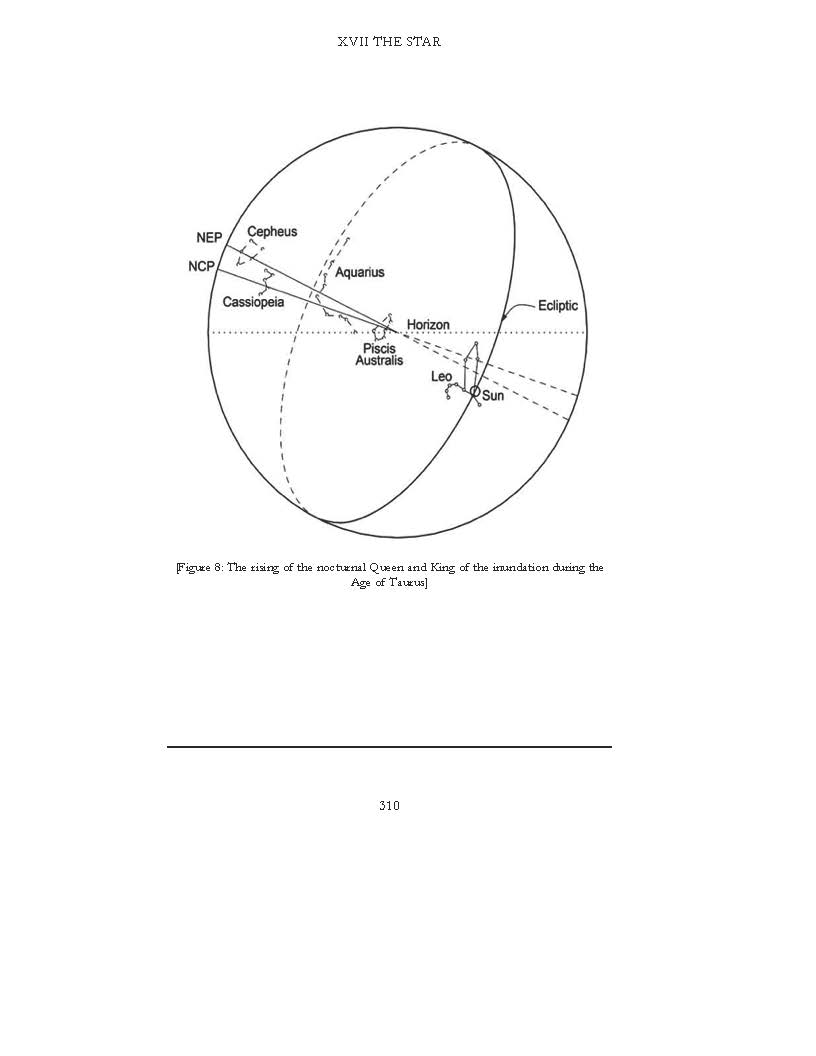 XVII THE STAR
NEP
Cepheus
NCP
Aquarius
Cassiopeia
Ecliptic
Horizon
Piscis
Australis
Leo
Sun
[Figure 8: The rising of the nocturnal Queen and King of the inundation during the
Age of Taurus]
310